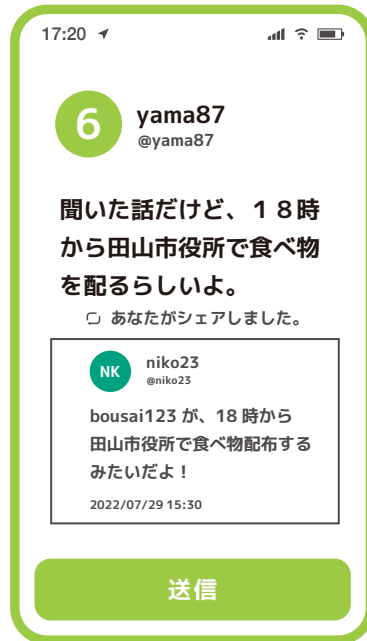 17:20
6
yama87
@yama87
聞いた話だけど、１８時
から田山市役所で食べ物
を配るらしいよ。
あなたがシェアしました。
NK
niko23
@niko23
bousai123 が、18 時から
田山市役所で食べ物配布する
みたいだよ！
2022/07/29 15:30
送信